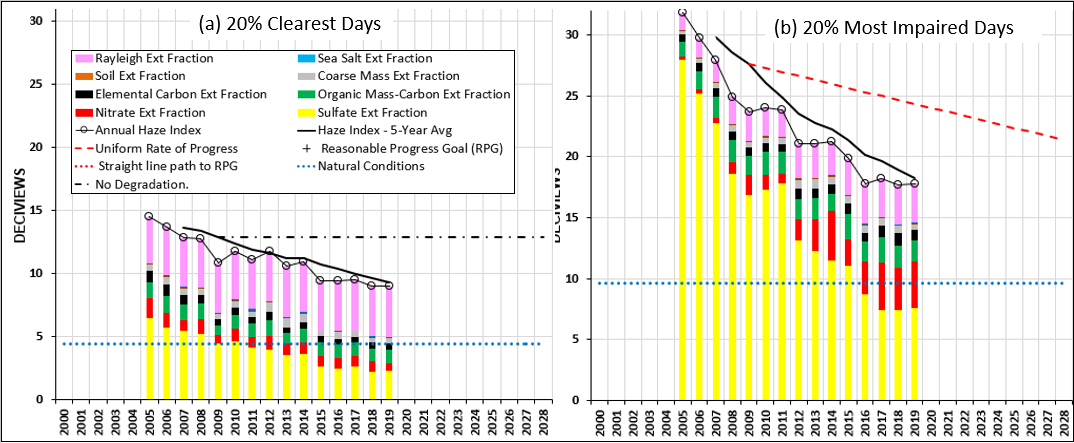 (a) 20% Clearest Days
30
25
20
15
10
5
0
DECIVIEWS
Rayleigh Ext Fraction
Sea Salt Ext Fraction
Soil Ext Fraction
Coarse Mass Ext Fraction
Elemental Carbon Ext Fraction
Organic Mass-Carbon Ext Fraction
Nitrate Ext Fraction
Sulfate Ext Fraction
Annual Haze Index
Haze Index - 5-Year Avg
Uniform Rate of Progress
Reasonable Progress Goal (RPG)
Straight line path to RPG
Natural Conditions
No Degradation.
2000 2001 2002 2003 2004 2005 2006 2007 2008 2009 2010 2011 2012 2013 2014 2015 2016 2017 2018 2019 2020 2021 2022 2023 2024 2025 2026 2027 2028
(b) 20% Most Impaired Days
30
25
20
15
10
5
0
DECIVIEWS
2000 2001 2002 2003 2004 2005 2006 2007 2008 2009 2010 2011 2012 2013 2014 2015 2016 2017 2018 2019 2020 2021 2022 2023 2024 2025 2026 2027 2028